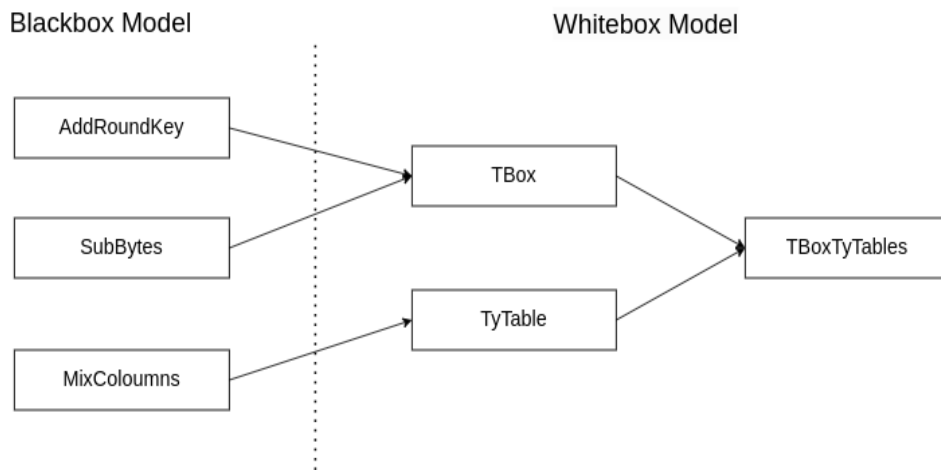 Blackbox Model
Whitebox Model
AddRoundKey
TBox
SubBytes
TBoxTyTables
TyTable
MixColoumns